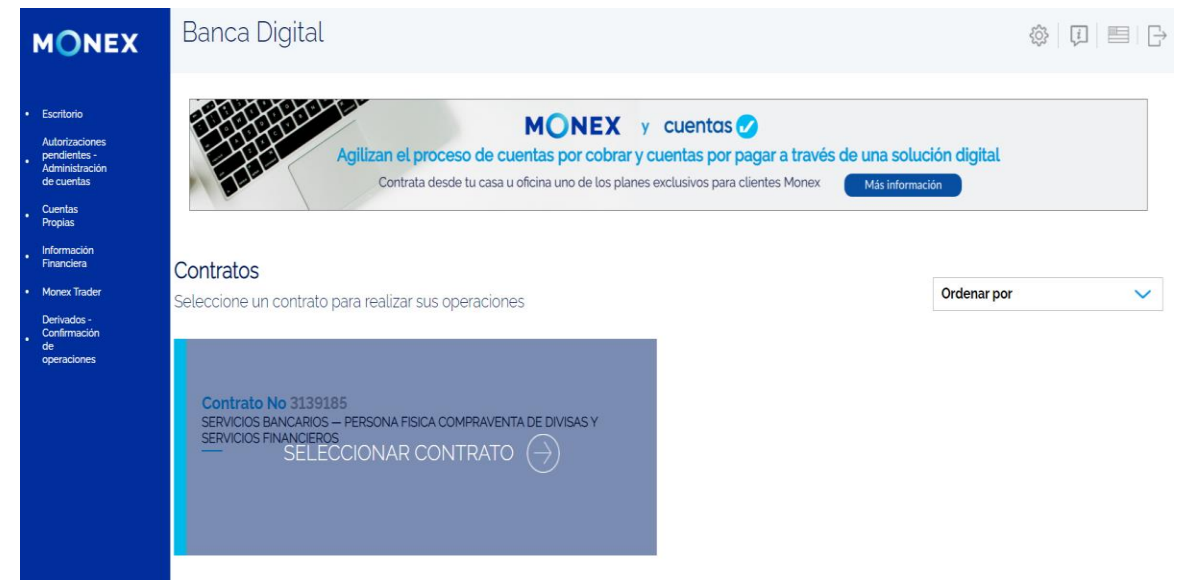 MONEX
Banca Digital
Escritorio
Autorizaciones
pendientes -
Administración
de cuentas
Cuentas
Propias
Información
Financiera
Monex Trader
Derivados -
Confirmación
de
operaciones
MONEX y cuentas
Agilizan el proceso de cuentas por cobrar y cuentas por pagar a través de una solución digital
Contrata desde tu casa u oficina uno de los planes exclusivos para clientes Monex Más información
Contratos
Seleccione un contrato para realizar sus operaciones
Ordenar por
Contrato No 3139185
SERVICIOS BANCARIOS — PERSONA FISICA COMPRAVENTA DE DIVISAS Y
SERVICIOS FINANCIEROS
SELECCIONAR CONTRATO